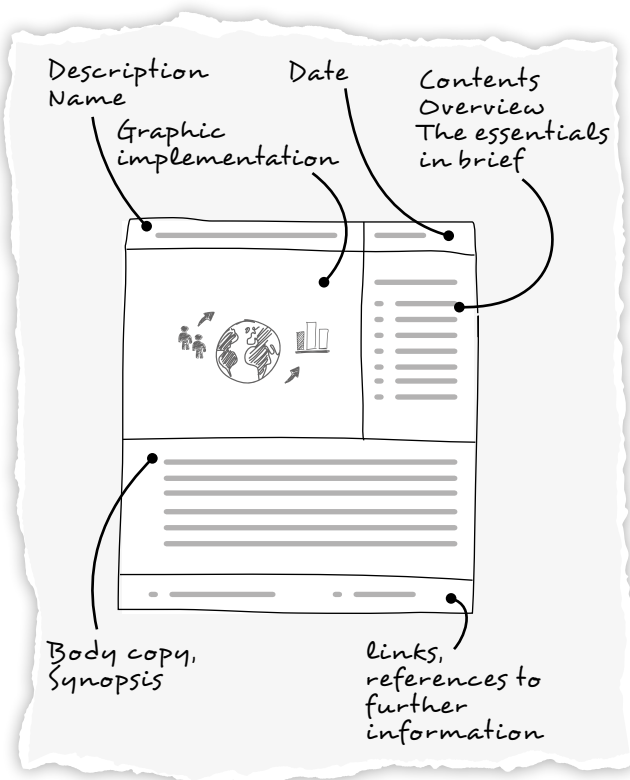 Description
Name
Graphic
implementation
Date
Contents
Overview
The essentials
in brief
Body copy,
Synopsis
links,
references to
further
information